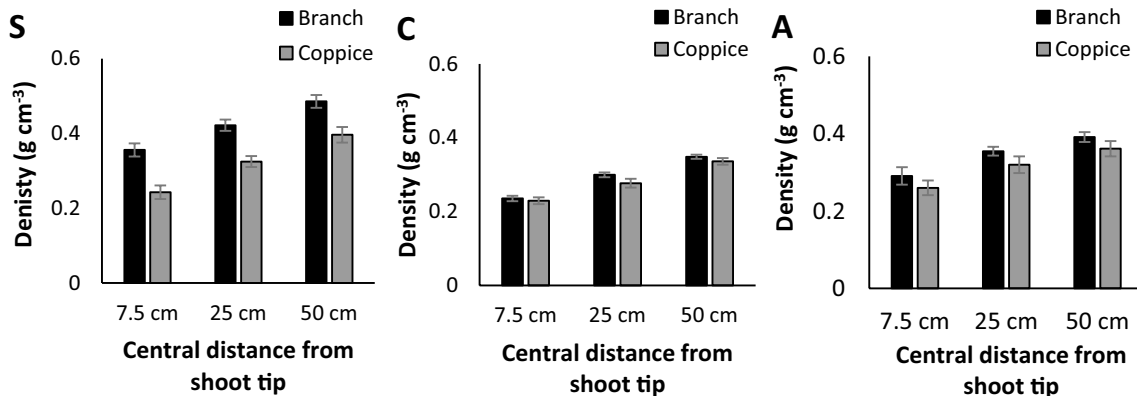 S
Branch
Coppice
0.6
0.4
0.2
0
Denisty (g cm-3)
7.5 cm 25 cm 50 cm
Central distance from
shoot tip
C
Branch
Coppice
0.6
0.4
0.2
0
Density (g cm-3)
7.5 cm 25 cm 50 cm
Central distance from
shoot tip
A
Branch
Coppice
0.6
0.4
0.2
0
Density (g cm-3)
7.5 cm 25 cm 50 cm
Central distance from
shoot tip